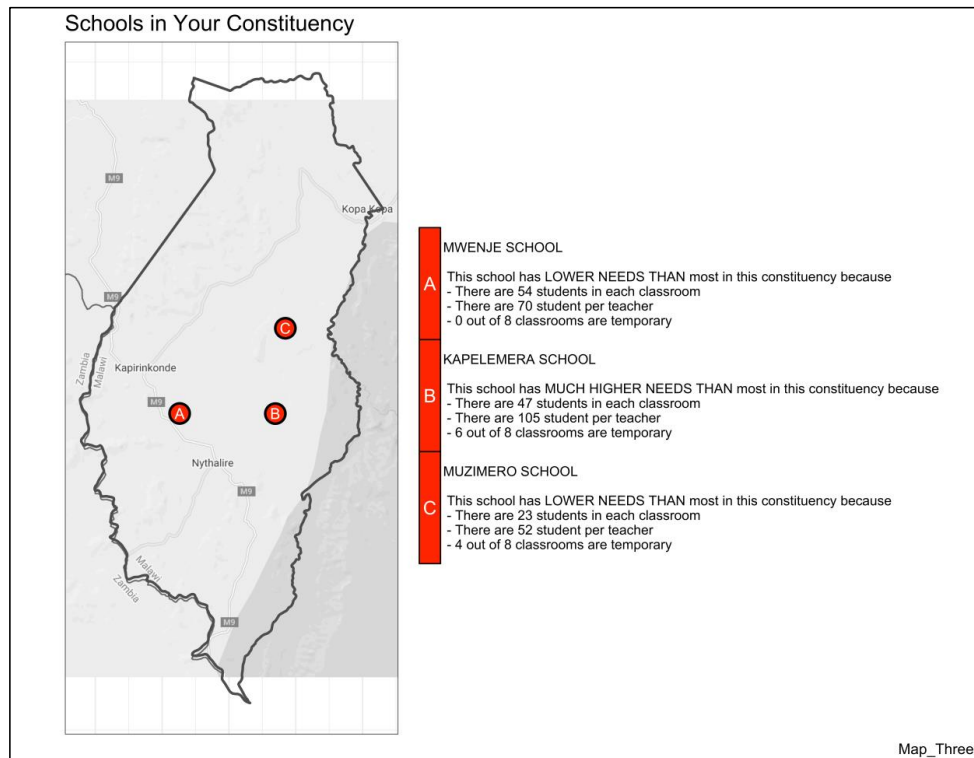 Schools in Your Constituency
M9
Kopa Kopa
M9
Zambia
Malawi
Kapirinkonde
M9
Nythalire
M9
Malawi
Zambia
M9
A
B
C
A
MWENJE SCHOOL
This school has LOWER NEEDS THAN most in this constituency because
- There are 54 students in each classroom
- There are 70 student per teacher
- 0 out of 8 classrooms are temporary
B
KAPELEMERA SCHOOL
This school has MUCH HIGHER NEEDS THAN most in this constituency because
- There are 47 students in each classroom
- There are 105 student per teacher
- 6 out of 8 classrooms are temporary
C
MUZIMERO SCHOOL
This school has LOWER NEEDS THAN most in this constituency because
- There are 23 students in each classroom
- There are 52 student per teacher
- 4 out of 8 classrooms are temporary
Map_Three